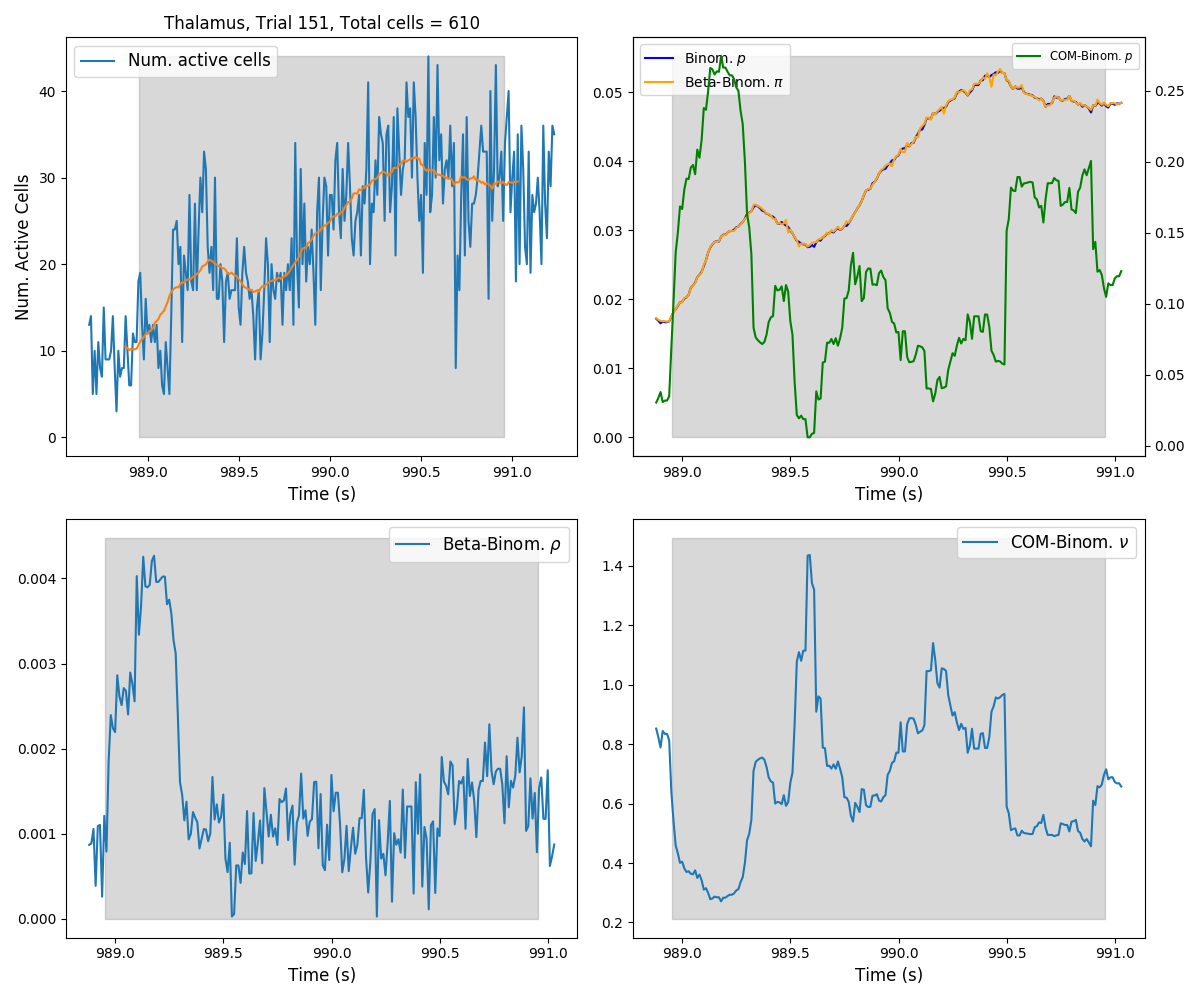 Thalamus, Trial 151, Total cells = 610
Num. active cells
Num. Active Cells
40
30
20
10
0
989.0 989.5 990.0 990.5 991.0
Time (s)
Binom. p
Beta-Binom. π
COM-Binom. p
0.05
0.04
0.03
0.02
0.01
0.00
0.25
0.20
0.15
0.10
0.05
0.00
989.0 989.5 990.0 990.5 991.0
Time (s)
Beta-Binom. ρ
0.004
0.003
0.002
0.001
0.000
989.0 989.5 990.0 990.5 991.0
Time (s)
COM-Binom. ν
1.4
1.2
1.0
0.8
0.6
0.4
0.2
989.0 989.5 990.0 990.5 991.0
Time (s)